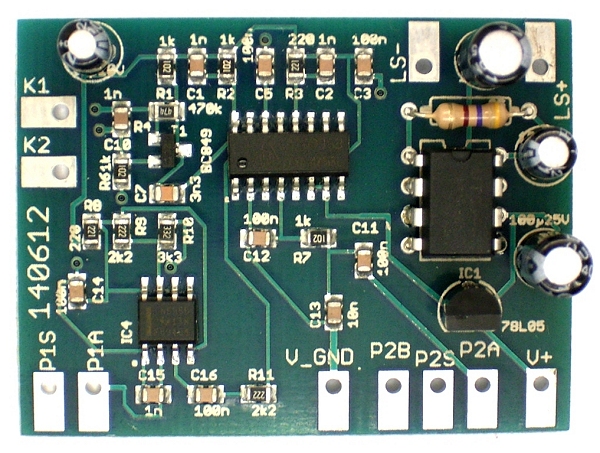 1k
1n
1k
100n
220
1n
100n
LS-
LS+
K1
R1
C1
R2
C5
R3
C2
C3
1n
470k
R4
T1
BC849
K2
C10
R6
1k
C7
3n3
140612
R8
R9
R10
220
2k2
3k3
100n
1k
C11
100µ25V
C12
R7
100n
IC1
100n
C14
C13
10n
78L05
IC4
P1S
P1A
V_GND
P2B
P2S
P2A
V+
C15
C16
R11
1n
100n
2k2